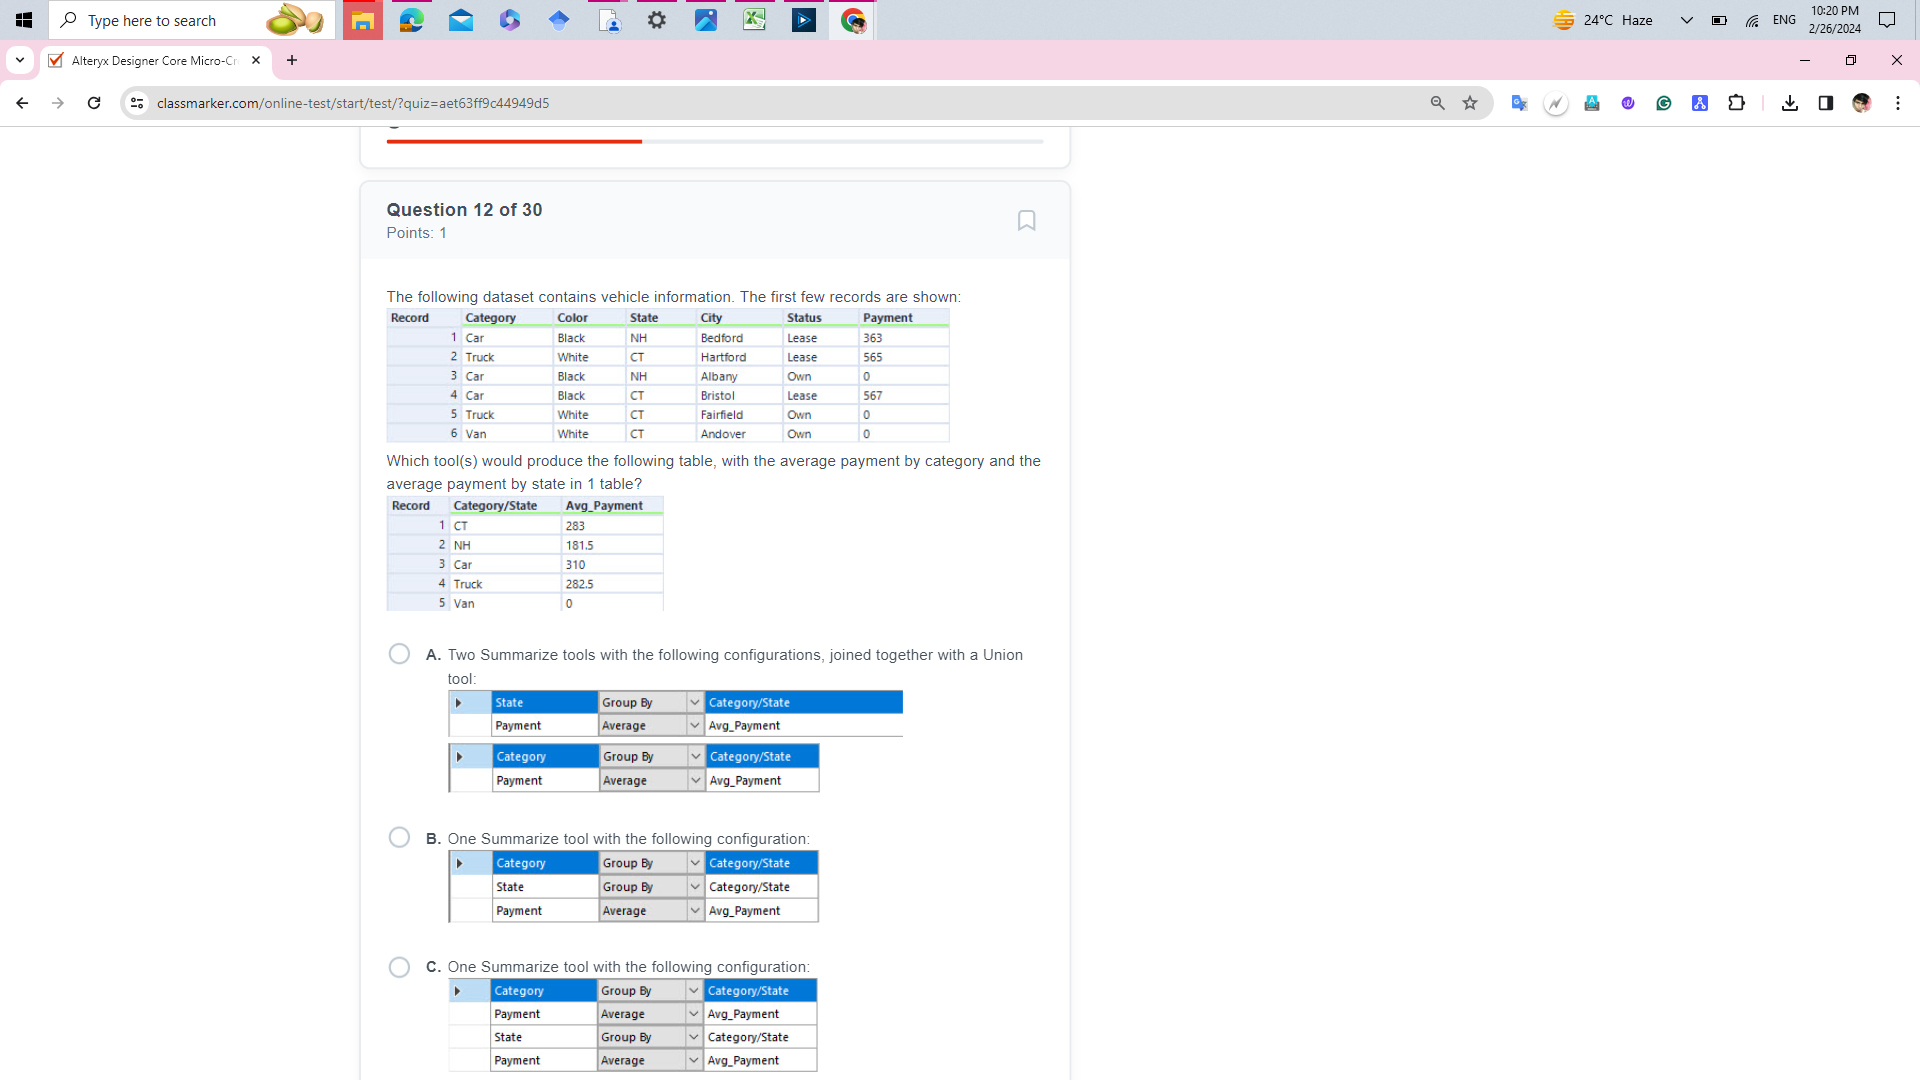 Type here to search
24°C Haze
ENG
10:20 PM
2/26/2024
Alteryx Designer Core Micro-Cr
classmarker.com/online-test/start/test/?quiz=aet63ff9c44949d5
Question 12 of 30
Points: 1
The following dataset contains vehicle information. The first few records are shown:
Record Category Color State City Status Payment
1 Car Black NH Bedford Lease 363
2 Truck White CT Hartford Lease 565
3 Car Black NH Albany Own 0
4 Car Black CT Bristol Lease 567
5 Truck White CT Fairfield Own 0
6 Van White CT Andover Own 0
Which tool(s) would produce the following table, with the average payment by category and the
average payment by state in 1 table?
Record Category/State Avg_Payment
1 CT 283
2 NH 181.5
3 Car 310
4 Truck 282.5
5 Van 0
A. Two Summarize tools with the following configurations, joined together with a Union
tool:
State Group By Category/State
Payment Average Avg_Payment
Category Group By Category/State
Payment Average Avg_Payment
B. One Summarize tool with the following configuration:
Category Group By Category/State
State Group By Category/State
Payment Average Avg_Payment
C. One Summarize tool with the following configuration:
Category Group By Category/State
Payment Average Avg_Payment
State Group By Category/State
Payment Average Avg_Payment